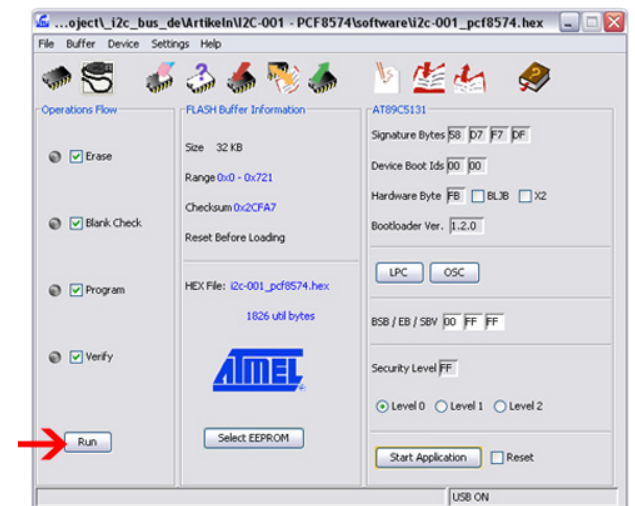 ...oject\_i2c_bus_de\Artikeln\I2C-001 - PCF8574\software\i2c-001_pcf8574.hex
File Buffer Device Settings Help
Operations Flow
Erase
Blank Check
Program
Verify
Run
FLASH Buffer Information
Size 32 KB
Range 0x0 - 0x721
Checksum 0x2CFA7
Reset Before Loading
HEX File: i2c-001_pcf8574.hex
1826 util bytes
ATMEL
Select EEPROM
AT89C5131
Signature Bytes 58 D7 F7 DF
Device Boot Ids 00 00
Hardware Byte FB BLJB X2
Bootloader Ver. 1.2.0
LPC OSC
BSB / EB / SBV 00 FF FF
Security Level FF
Level 0 Level 1 Level 2
Start Application Reset
USB ON